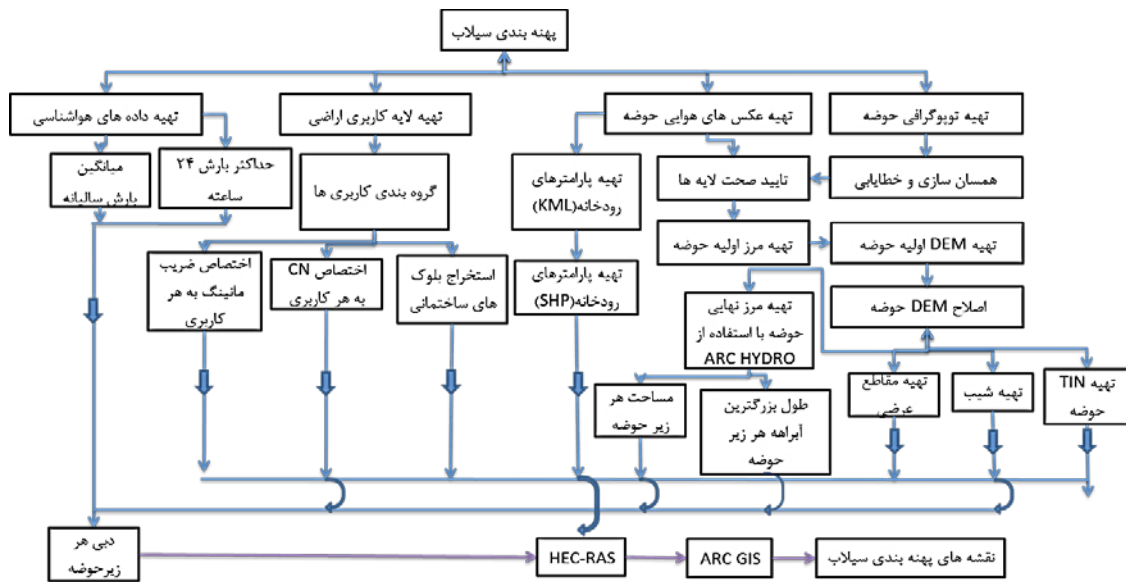 پهنه بندی سیلاب
تهیه توپوگرافی حوضه
تهیه عکس های هوایی حوضه
تهیه لایه کاربری اراضی
تهیه داده های هواشناسی
همسان سازی و خطایابی
تایید صحت لایه ها
تهیه پارامترهای
رودخانه(KML)
گروه بندی کاربری ها
حداکثر بارش ۲۴
ساعته
میانگین
بارش سالیانه
تهیه DEM اولیه حوضه
تهیه مرز اولیه حوضه
تهیه پارامترهای
رودخانه(SHP)
استخراج بلوک
های ساختمانی
اختصاص CN
به هر کاربری
اختصاص ضریب
مانینگ به هر
کاربری
اصلاح DEM حوضه
تهیه مرز نهایی
حوضه با استفاده از
ARC HYDRO
تهیه TIN
حوضه
تهیه شیب
تهیه مقاطع
عرضی
طول بزرگترین
آبراهه هر زیر
حوضه
مساحت هر
زیر حوضه
دبی هر
زیرحوضه
HEC-RAS
ARC GIS
نقشه های پهنه بندی سیلاب